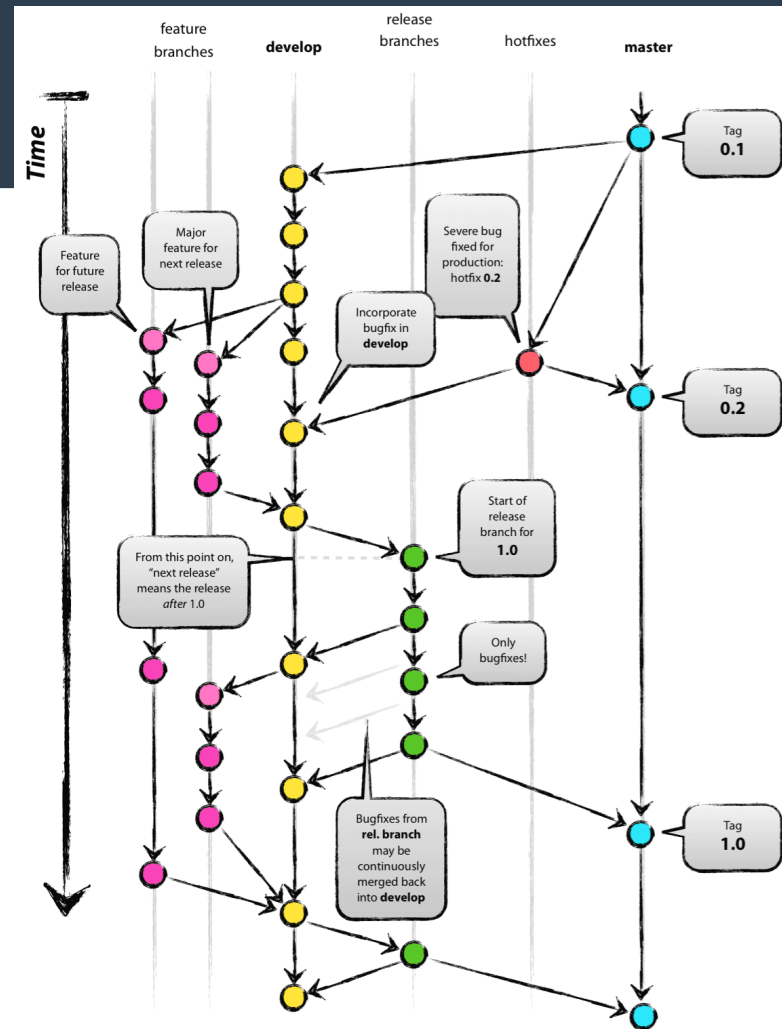 feature
branches
develop
release
branches
hotfixes
master
Time
Tag
0.1
Major
feature for
next release
Severe bug
fixed for
production:
hotfix 0.2
Feature
for future
release
Incorporate
bugfix in
develop
Tag
0.2
Start of
release
branch for
1.0
From this point on,
“next release”
means the release
after 1.0
Only
bugfixes!
Bugfixes from
rel. branch
may be
continuously
merged back
into develop
Tag
1.0